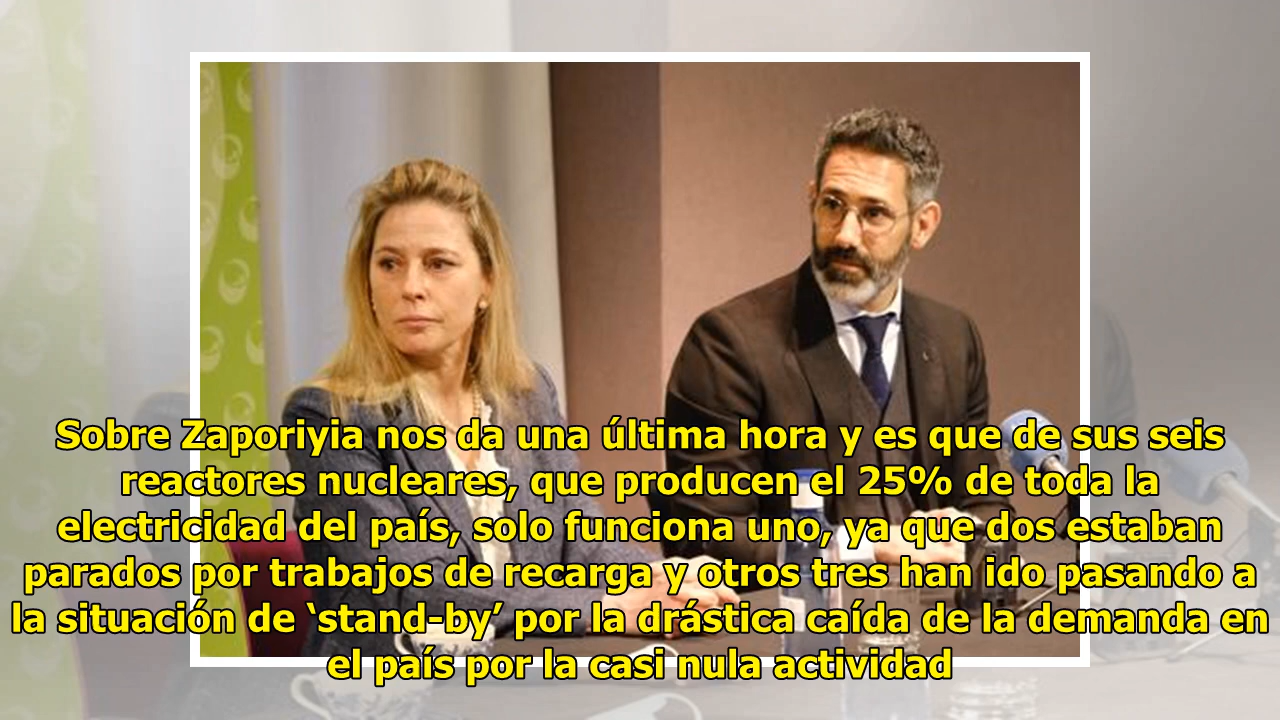 Sobre Zaporiyia nos da una última hora y es que de sus seis
reactores nucleares, que producen el 25% de toda la
electricidad del país, solo funciona uno, ya que dos estaban
parados por trabajos de recarga y otros tres han ido pasando a
la situación de ‘stand-by’ por la drástica caída de la demanda en
el país por la casi nula actividad